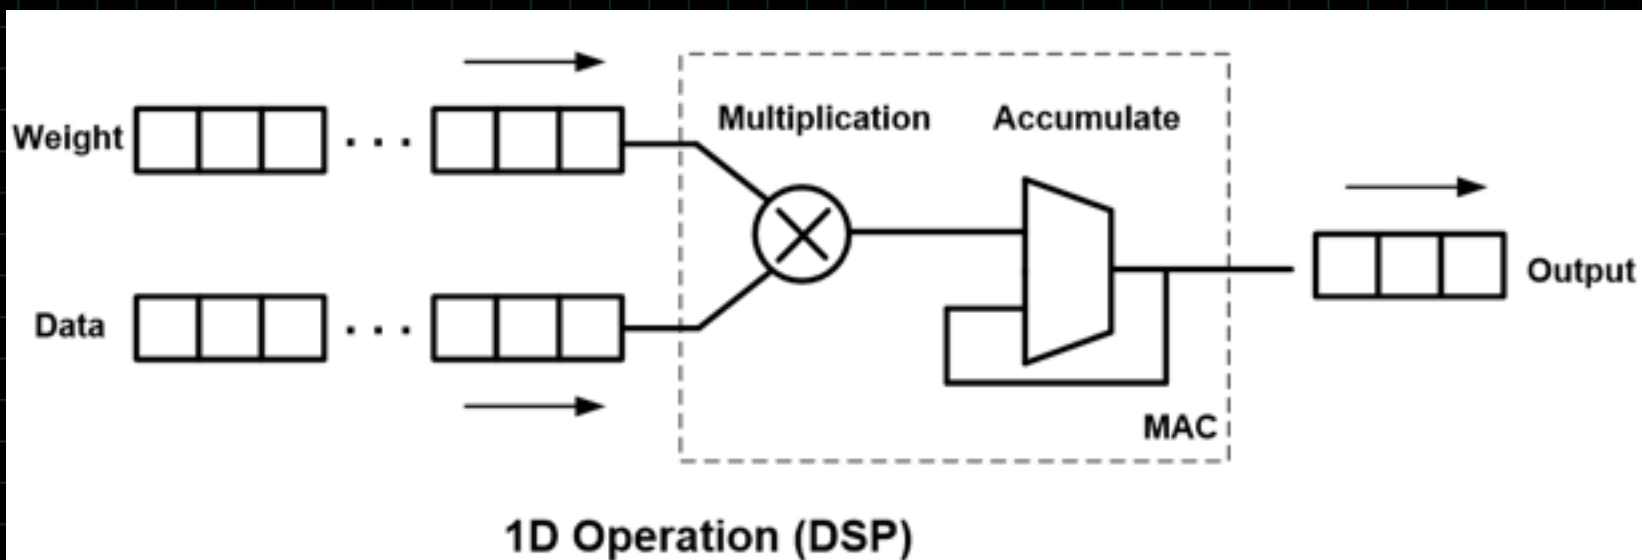 Multiplication Accumulate
Weight
Output
Data
MAC
1D Operation (DSP)